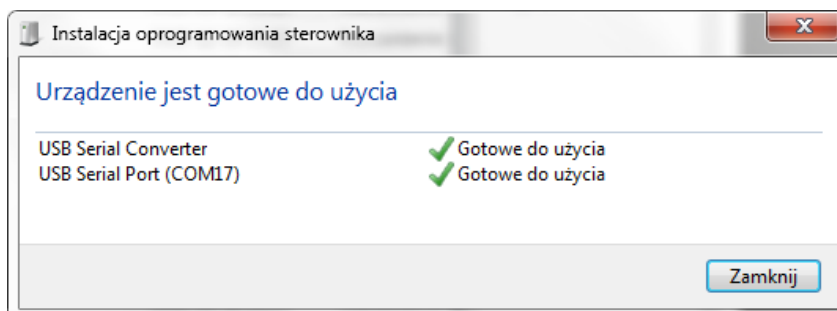 Instalacja oprogramowania sterownika
Urządzenie jest gotowe do użycia
USB Serial Converter Gotowe do użycia
USB Serial Port (COM17) Gotowe do użycia
Zamknij